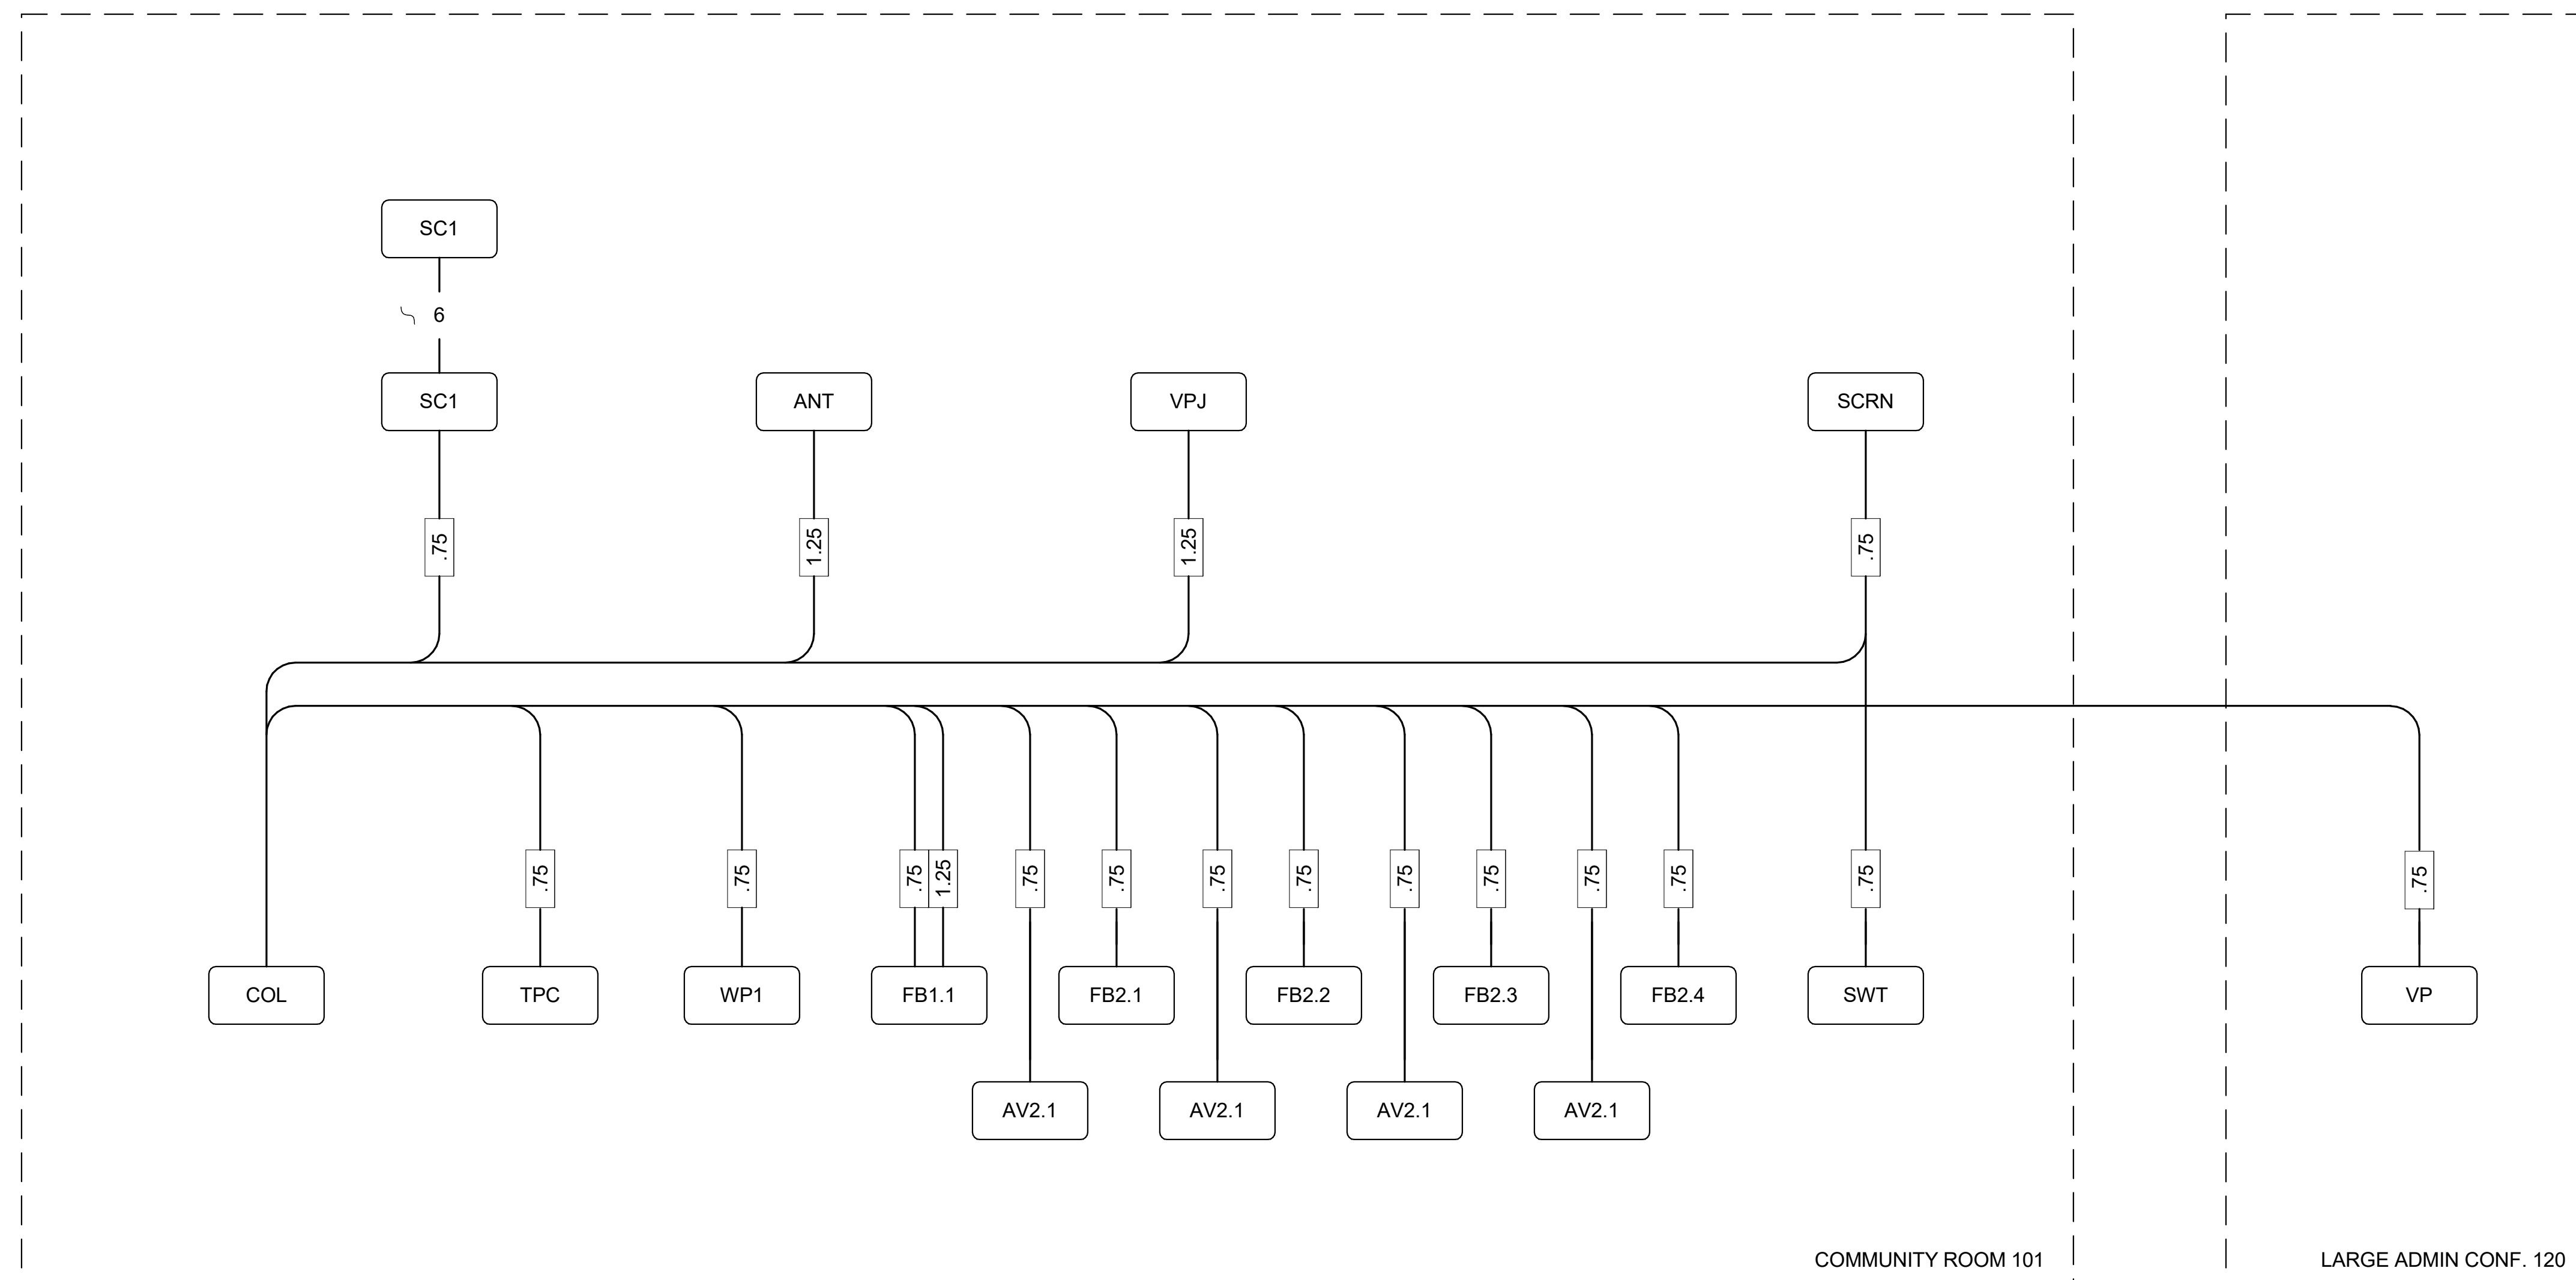 SC1
6
SC1
ANT
VPJ
SCRN
.75
1.25
1.25
.75
.75
.75
.75
1.25
.75
.75
.75
.75
.75
.75
.75
.75
.75
.75
COL
TPC
WP1
FB1.1
FB2.1
FB2.2
FB2.3
FB2.4
SWT
VP
AV2.1
AV2.1
AV2.1
AV2.1
COMMUNITY ROOM 101
LARGE ADMIN CONF. 120